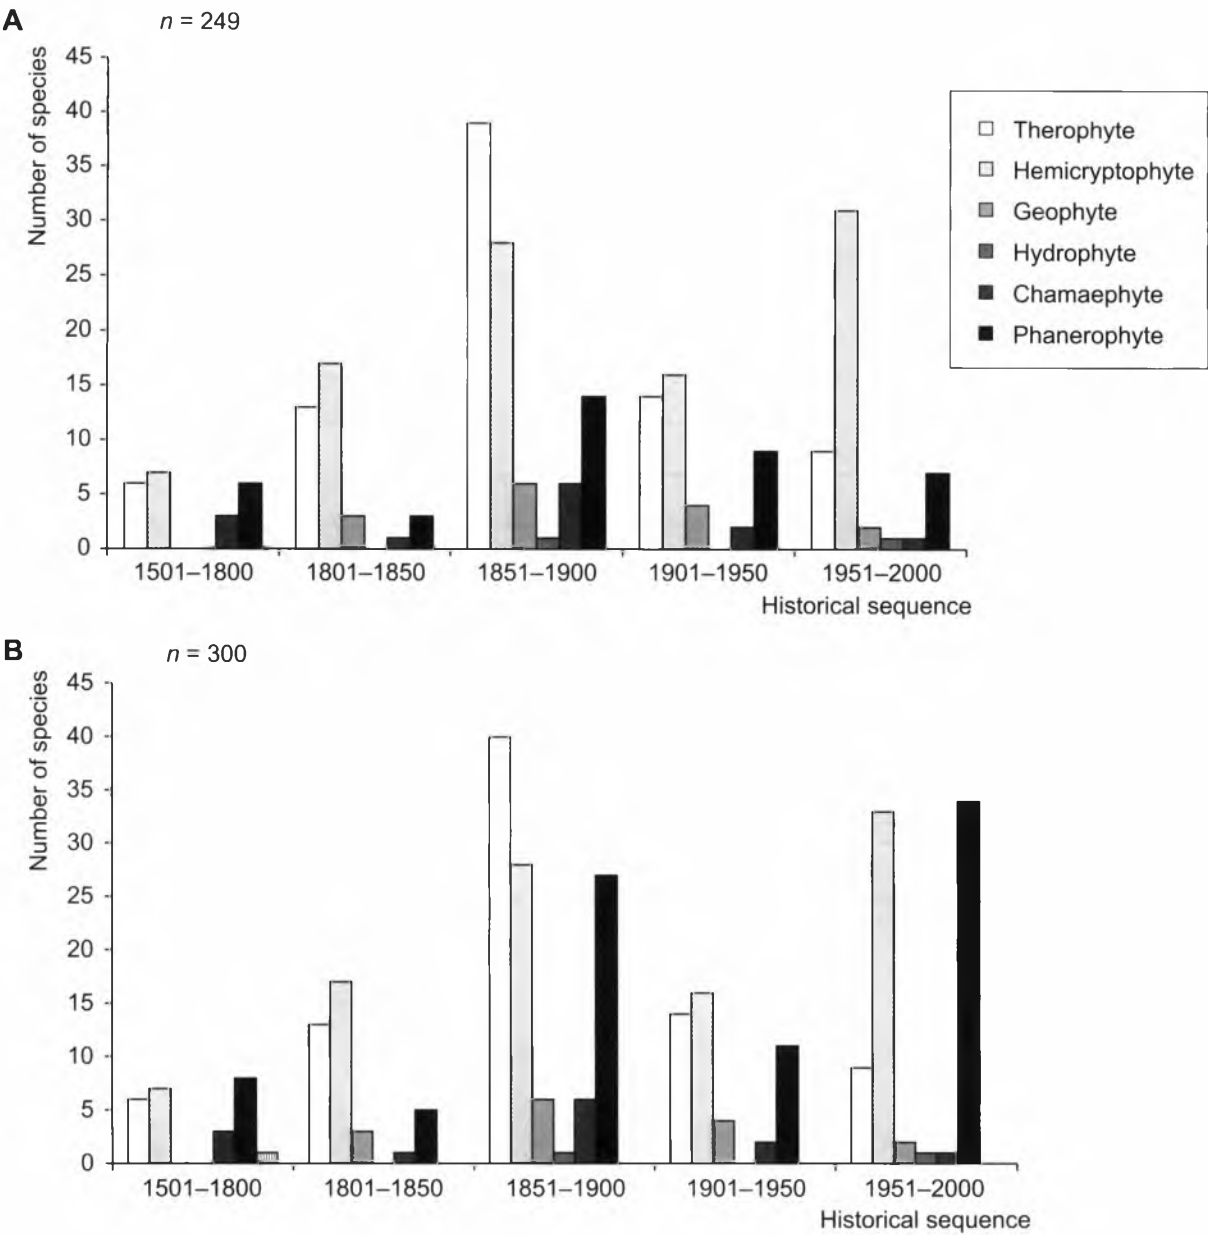 A
n = 249
Number of species
45
40
35
30
25
20
15
10
5
0
1501–1800
1801–1850
1851–1900
1901–1950
1951–2000
Historical sequence
Therophyte
Hemicryptophyte
Geophyte
Hydrophyte
Chamaephyte
Phanerophyte
B
n = 300
Number of species
45
40
35
30
25
20
15
10
5
0
1501–1800
1801–1850
1851–1900
1901–1950
1951–2000
Historical sequence